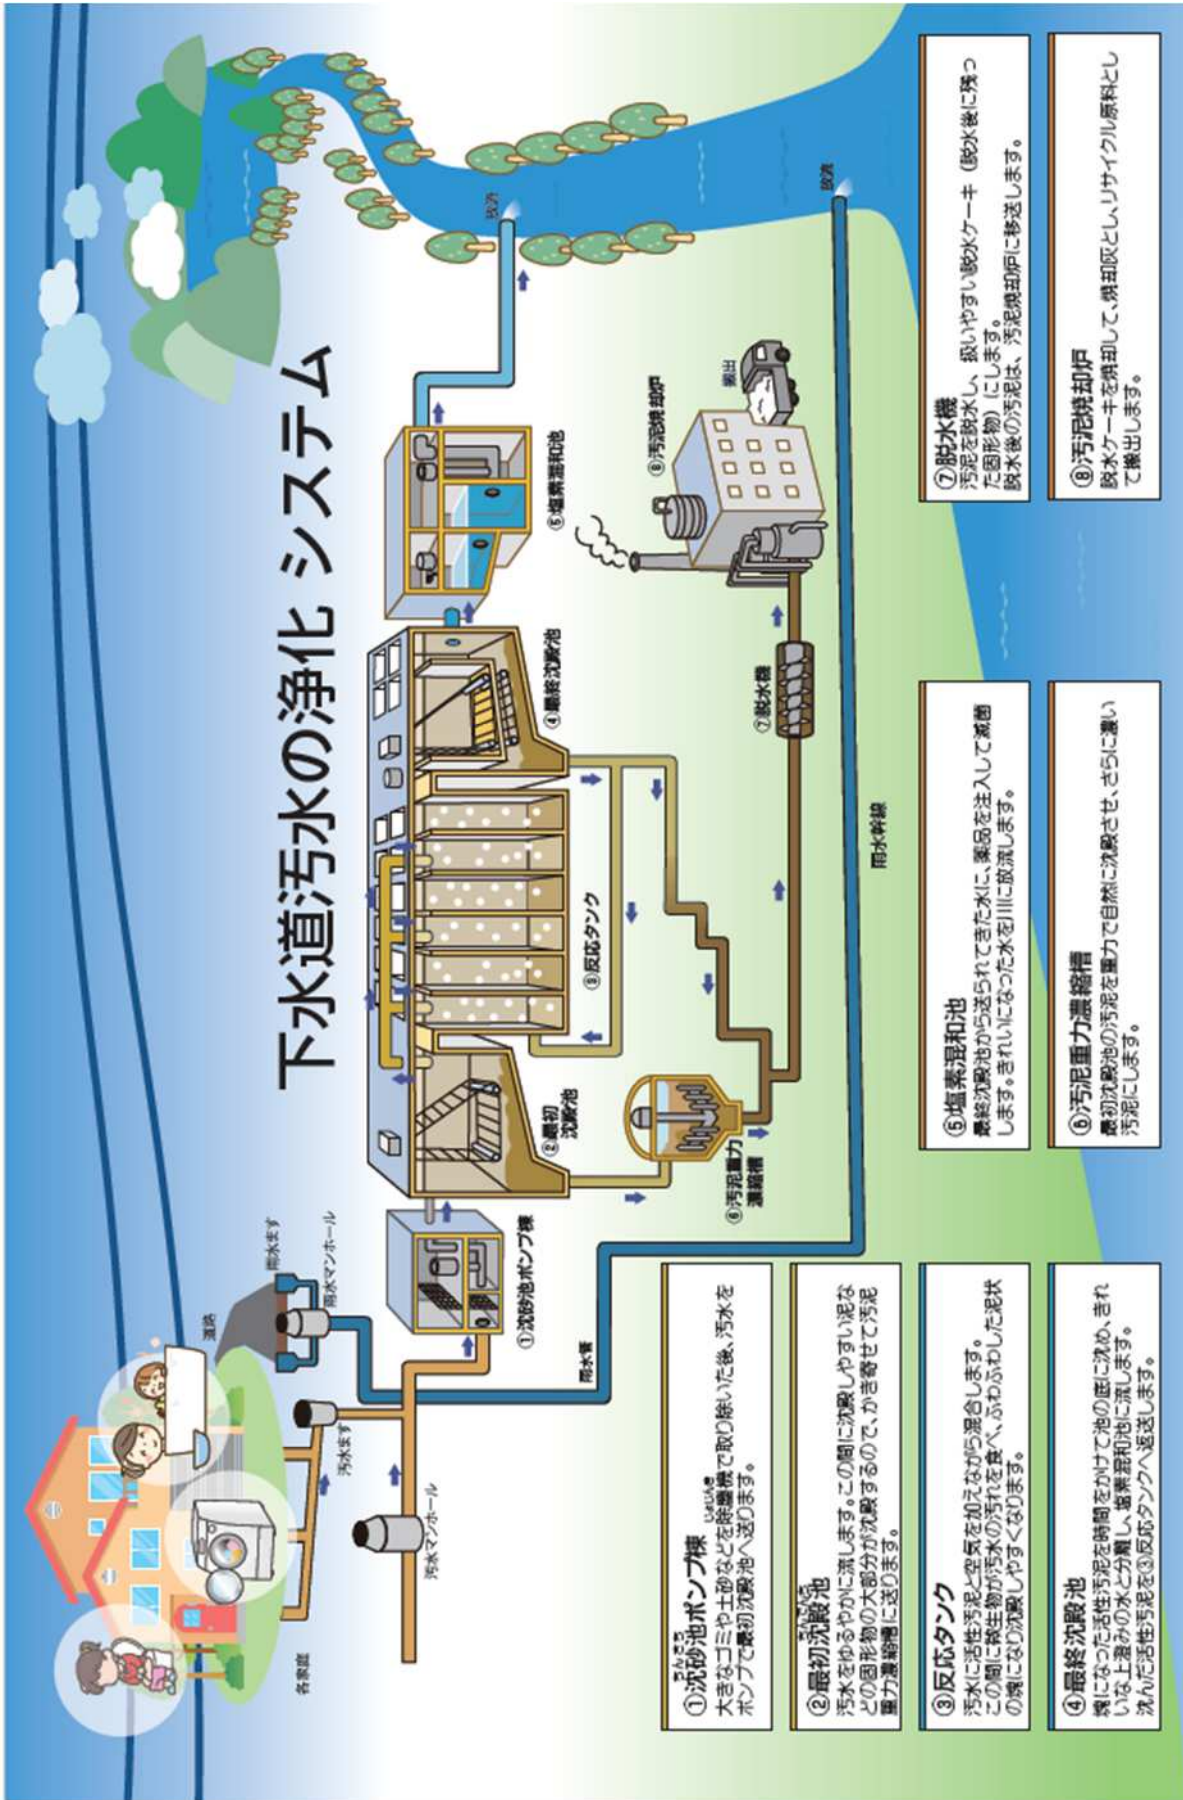 下水道汚水の浄化 システム
各家庭
汚水ます
汚水マンホール
道路
雨水ます
雨水マンホール
雨水管
①沈砂池ポンプ棟
②最初
沈殿池
③反応タンク
④最終沈殿池
⑤塩素混和池
⑥汚泥重力
濃縮槽
⑦脱水機
⑧汚泥焼却炉
搬出
雨水幹線
放流
放流
①沈砂池ポンプ棟
ちんさち
大きなゴミや土砂などを除塵機で取り除いた後、汚水を
じょじんき
ポンプで最初沈殿池へ送ります。
②最初沈殿池
ちんでんち
汚水をゆるやかに流します。この間に沈殿しやすい泥な
どの固形物の大部分が沈殿するので、かき寄せて汚泥
重力濃縮槽に送ります。
③反応タンク
汚水に活性汚泥と空気を加えながら混合します。
この間に微生物が汚水の汚れを食べ、ふわふわした泥状
の塊になり沈殿しやすくなります。
④最終沈殿池
塊になった活性汚泥を時間をかけて池の底に沈め、きれ
いな上澄みの水と分離し、塩素混和池に流します。
沈んだ活性汚泥を③反応タンクへ返送します。
⑤塩素混和池
最終沈殿池から送られてきた水に、薬品を注入して滅菌
します。きれいになった水を川に放流します。
⑥汚泥重力濃縮槽
最初沈殿池の汚泥を重力で自然に沈殿させ、さらに濃い
汚泥にします。
⑦脱水機
汚泥を脱水し、扱いやすい脱水ケーキ（脱水後に残っ
た固形物）にします。
脱水後の汚泥は、汚泥焼却炉に移送します。
⑧汚泥焼却炉
脱水ケーキを焼却して、焼却灰とし、リサイクル原料とし
て搬出します。